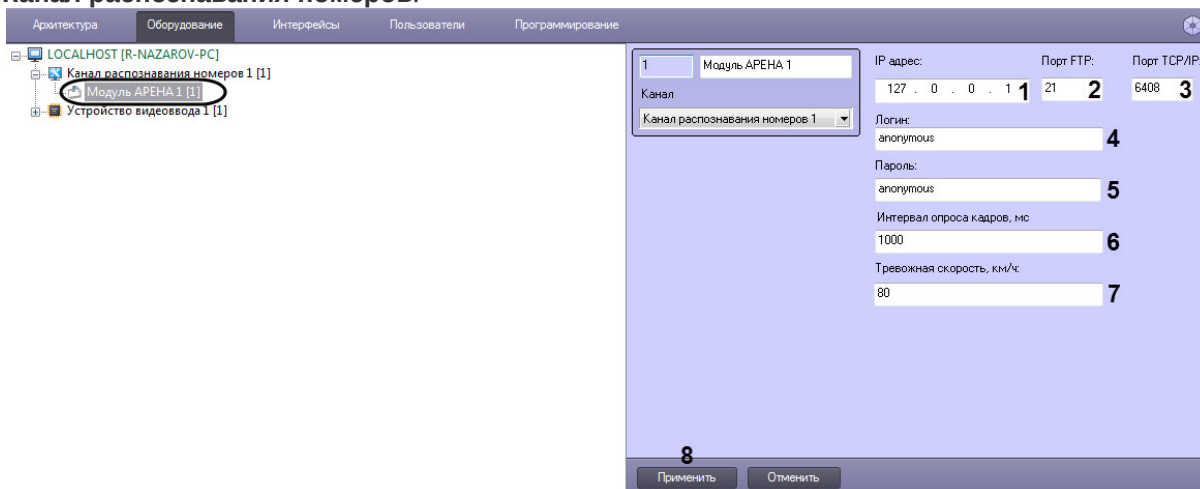 Канал распознавания номеров.
Архитектура Оборудование Интерфейсы Пользователи Программирование
LOCALHOST [R-NAZAROV-PC]
Канал распознавания номеров 1 [1]
Модуль АРЕНА 1 [1]
Устройство видеоввода 1 [1]
1 Модуль АРЕНА 1
Канал
Канал распознавания номеров 1
IP адрес: Порт FTP: Порт TCP/IP:
127 . 0 . 0 . 1 1 21 2 6408 3
Логин:
anonymous 4
Пароль:
anonymous 5
Интервал опроса кадров, мс
1000 6
Тревожная скорость, км/ч:
80 7
8
Применить Отменить